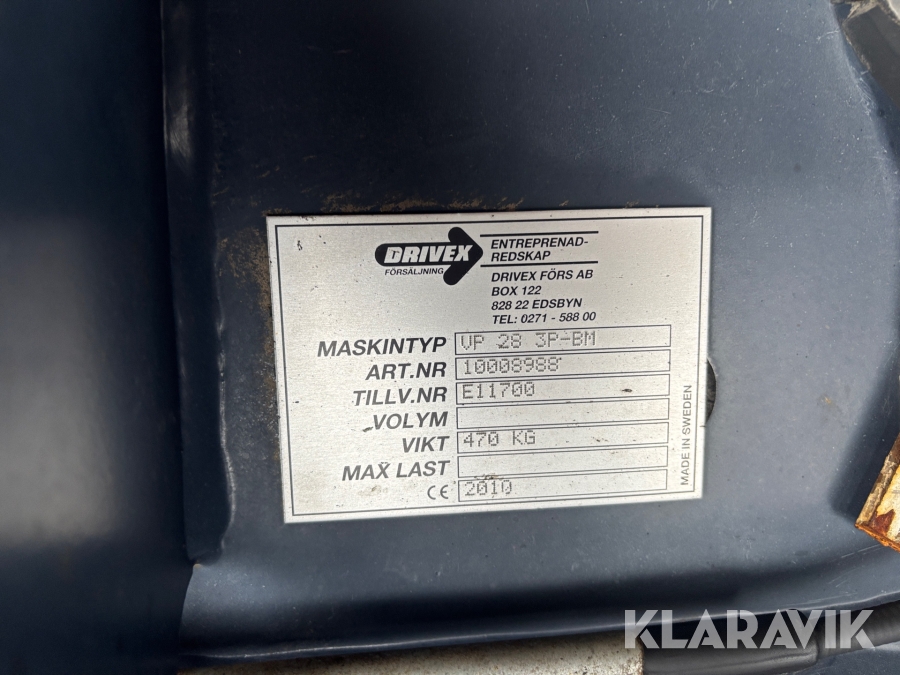 DRIVEX
FÖRSÄLJNING
ENTREPRENAD-
REDSKAP
DRIVEX FÖRS AB
BOX 122
828 22 EDSBYN
TEL: 0271 - 588 00
MASKINTYP VP 28 3P-BM
ART.NR 10008988
TILLV.NR E11700
VOLYM
VIKT 470 KG
MAX LAST
CE 2010
MADE IN SWEDEN
KLARAVIK